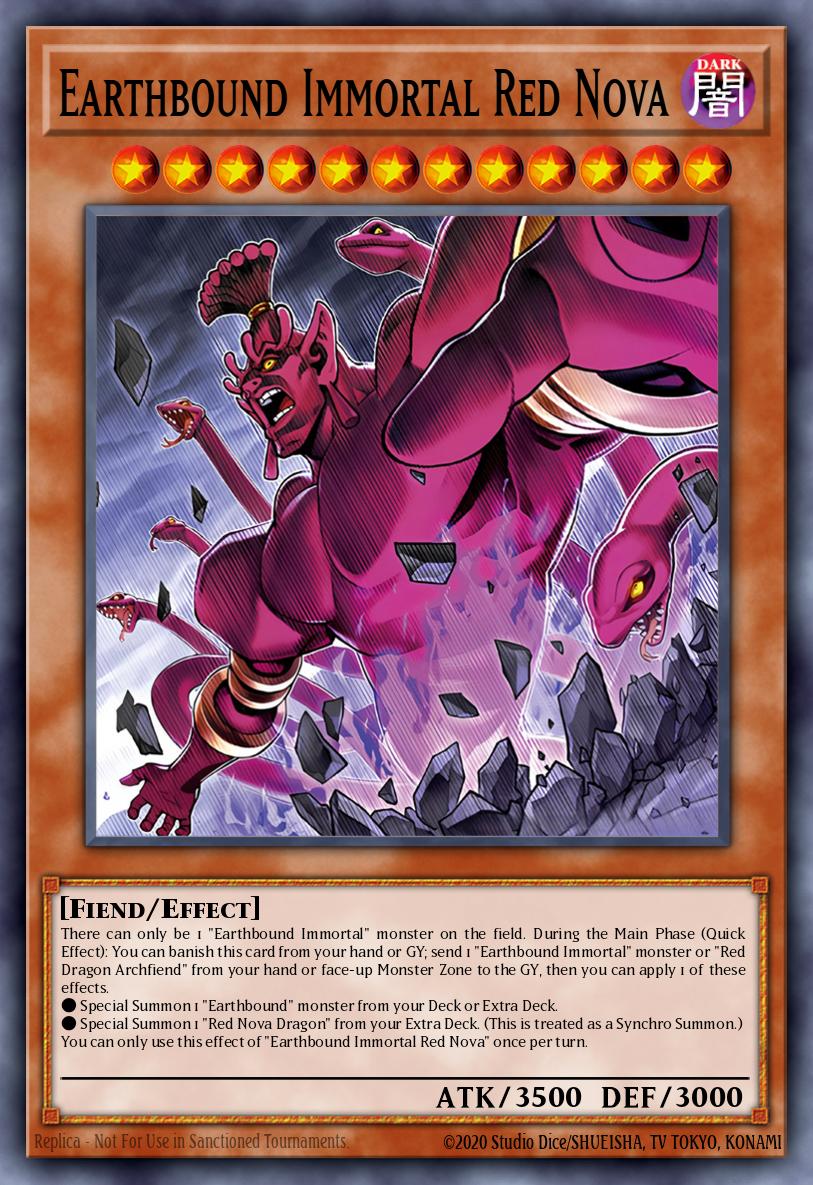 Earthbound Immortal Red Nova
DARK
闇
[Fiend/Effect]
There can only be 1 "Earthbound Immortal" monster on the field. During the Main Phase (Quick
Effect): You can banish this card from your hand or GY; send 1 "Earthbound Immortal" monster or "Red
Dragon Archfiend" from your hand or face-up Monster Zone to the GY, then you can apply 1 of these
effects.
● Special Summon 1 "Earthbound" monster from your Deck or Extra Deck.
● Special Summon 1 "Red Nova Dragon" from your Extra Deck. (This is treated as a Synchro Summon.)
You can only use this effect of "Earthbound Immortal Red Nova" once per turn.
ATK/3500 DEF/3000
Replica - Not For Use in Sanctioned Tournaments.
©2020 Studio Dice/SHUEISHA, TV TOKYO, KONAMI